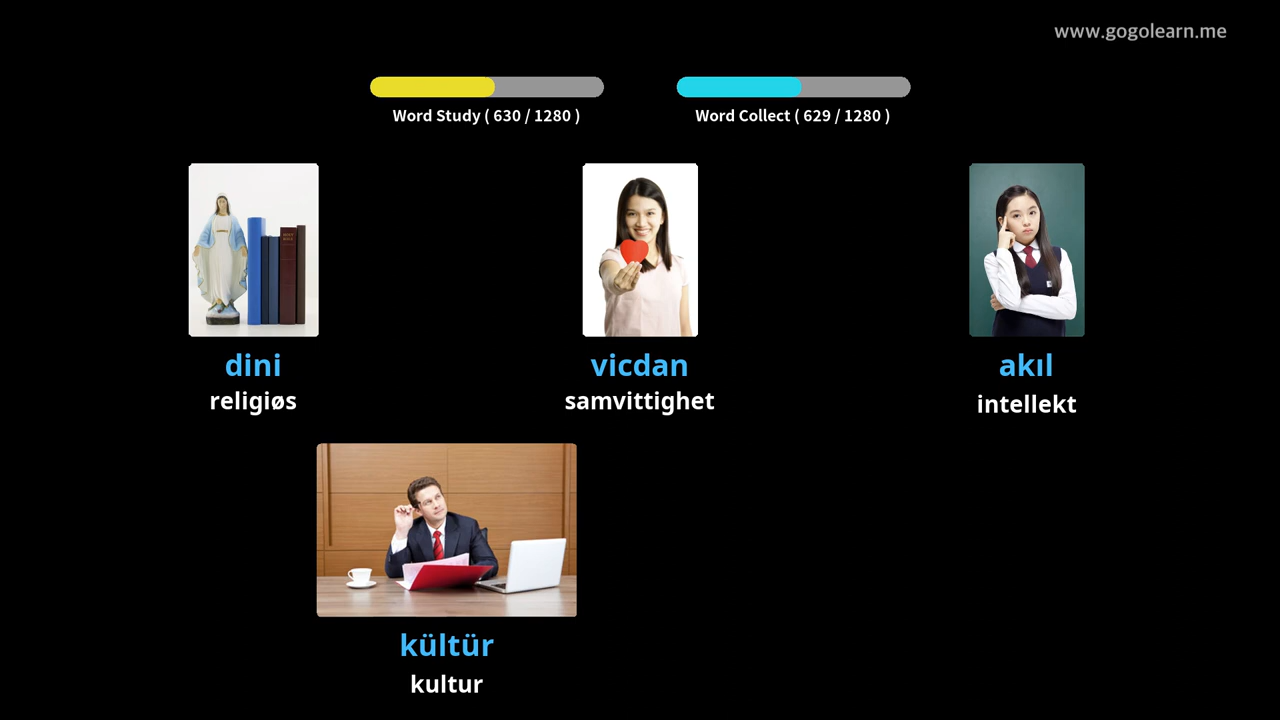 www.gogolearn.me
Word Study ( 630 / 1280 )
Word Collect ( 629 / 1280 )
dini
religiøs
vicdan
samvittighet
akıl
intellekt
kültür
kultur